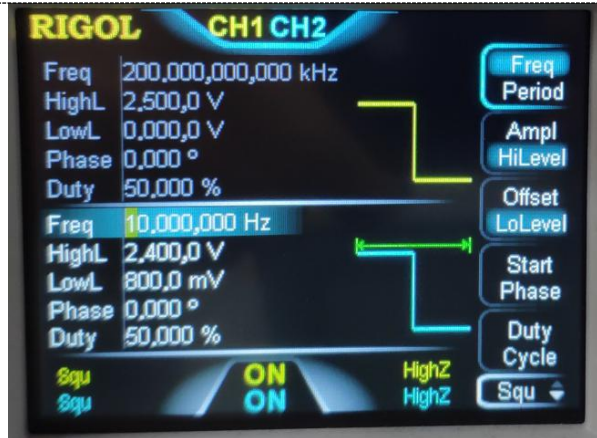 RIGOL CH1 CH2
Freq 200.000,000,000 kHz
HighL 2.500,0 V
LowL 0.000,0 V
Phase 0.000 °
Duty 50.000 %
Freq 10.000,000 Hz
HighL 2.400,0 V
LowL 800.0 mV
Phase 0.000 °
Duty 50.000 %
Squ ON HighZ
Squ ON HighZ
Freq
Period
Ampl
HiLevel
Offset
LoLevel
Start
Phase
Duty
Cycle
Squ